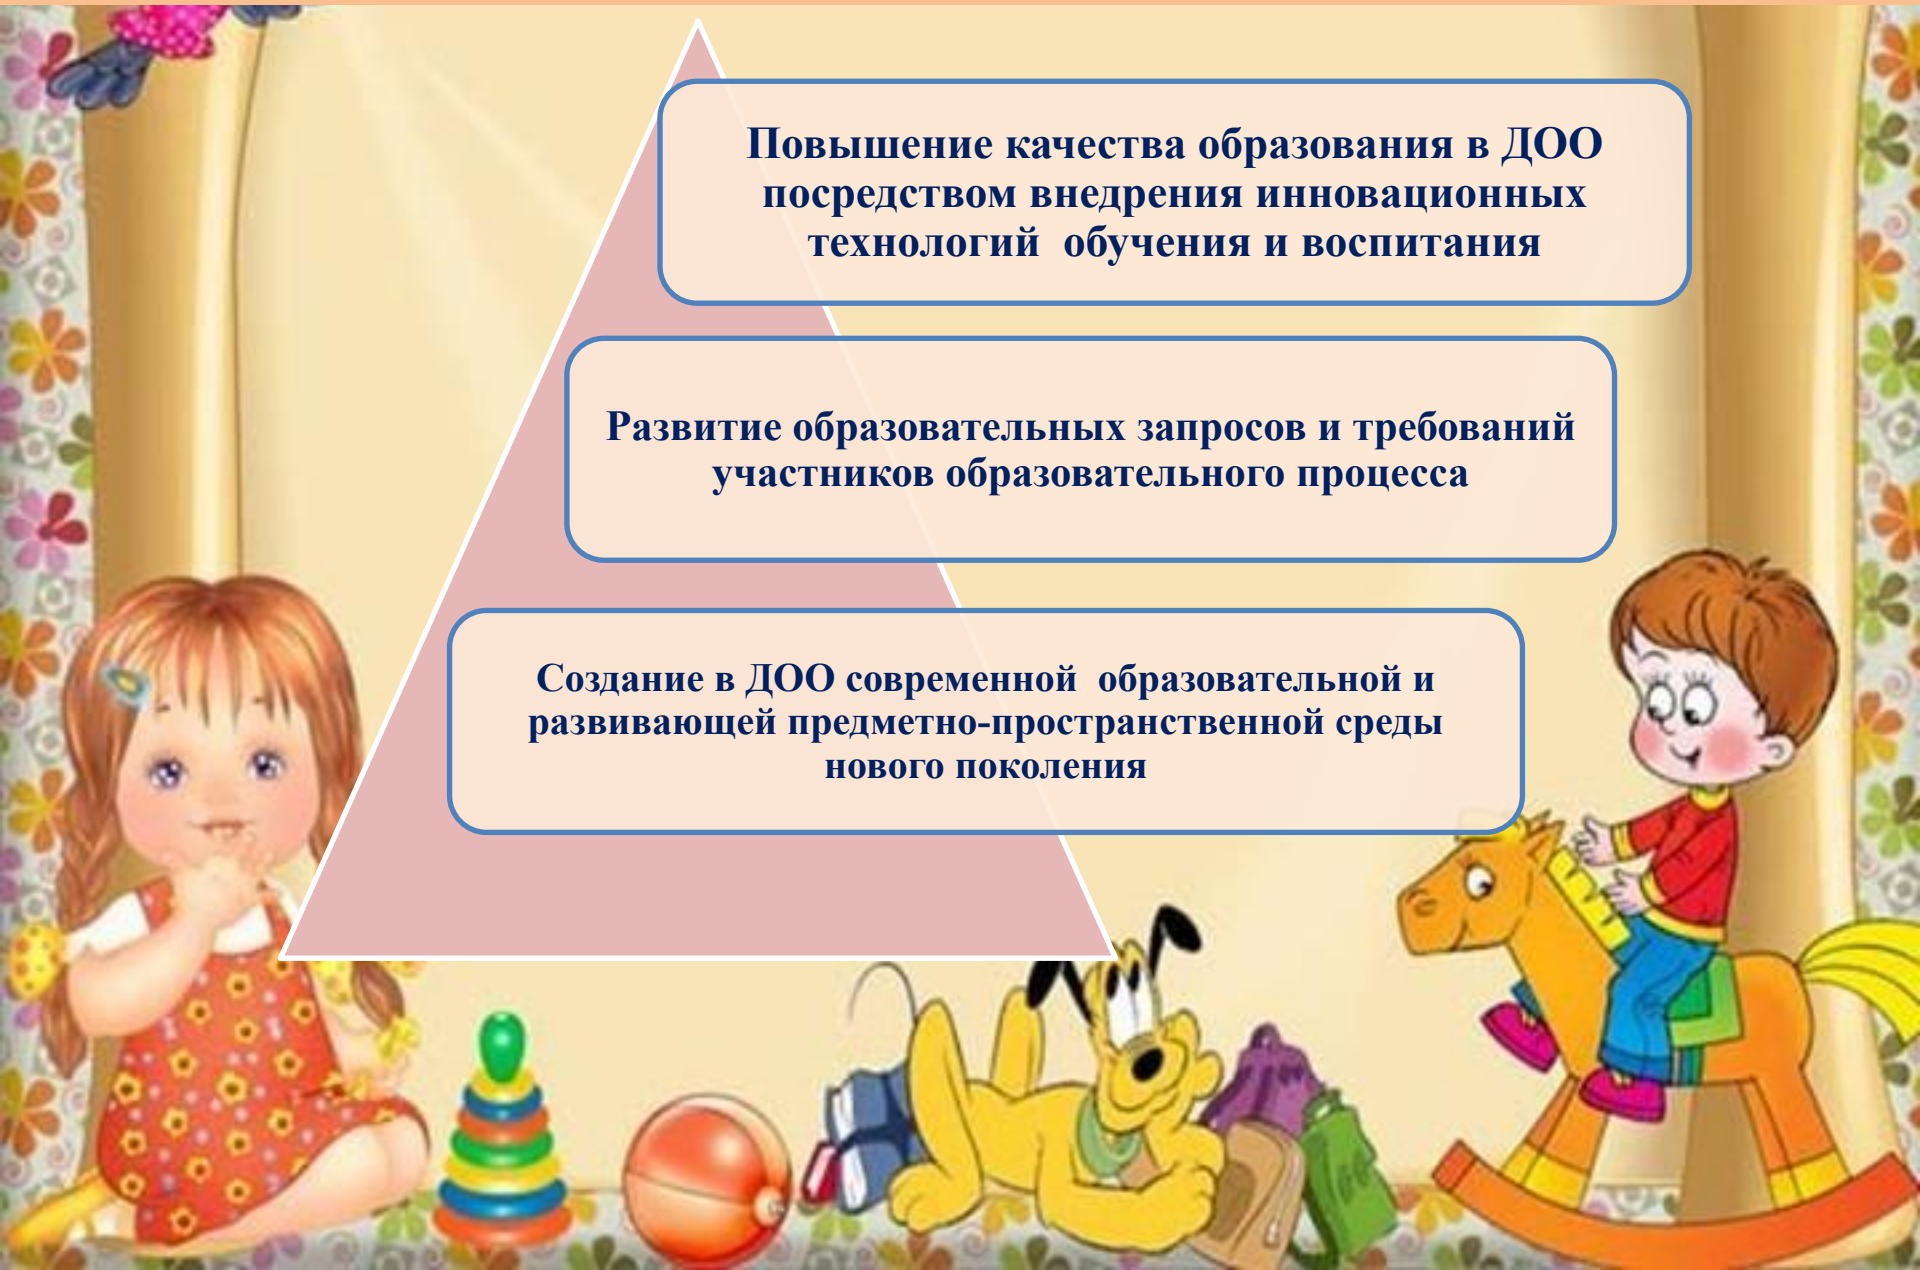 Повышение качества образования в ДОО
посредством внедрения инновационных
технологий  обучения и воспитания
Развитие образовательных запросов и требований
участников образовательного процесса
Создание в ДОО современной  образовательной и
развивающей предметно-пространственной среды
нового поколения